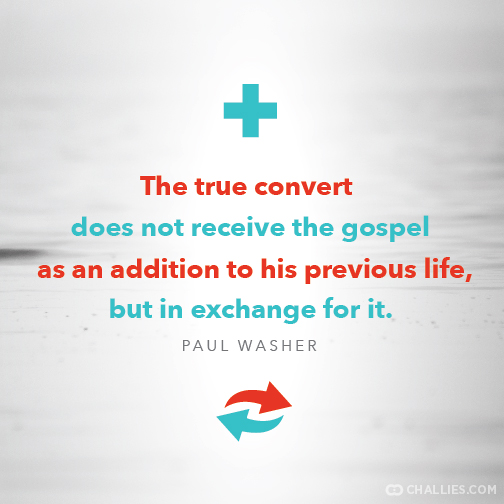 The true convert
does not receive the gospel
as an addition to his previous life,
but in exchange for it.
PAUL WASHER
CHALLIES.COM